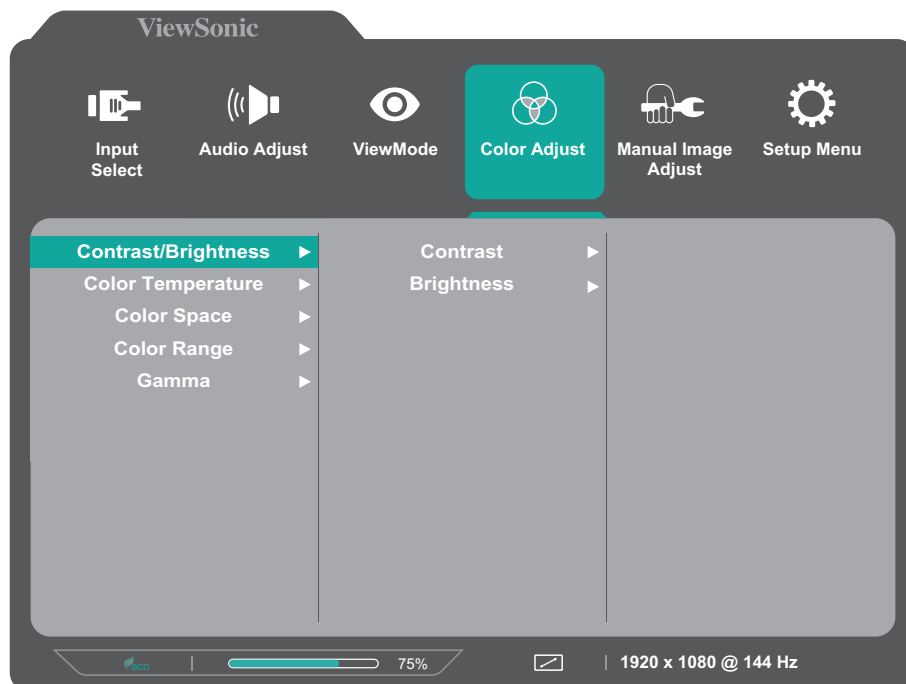 ViewSonic
Input Select
Audio Adjust
ViewMode
Color Adjust
Manual Image Adjust
Setup Menu
Contrast/Brightness
Color Temperature
Color Space
Color Range
Gamma
Contrast
Brightness
eco
75%
1920 x 1080 @ 144 Hz